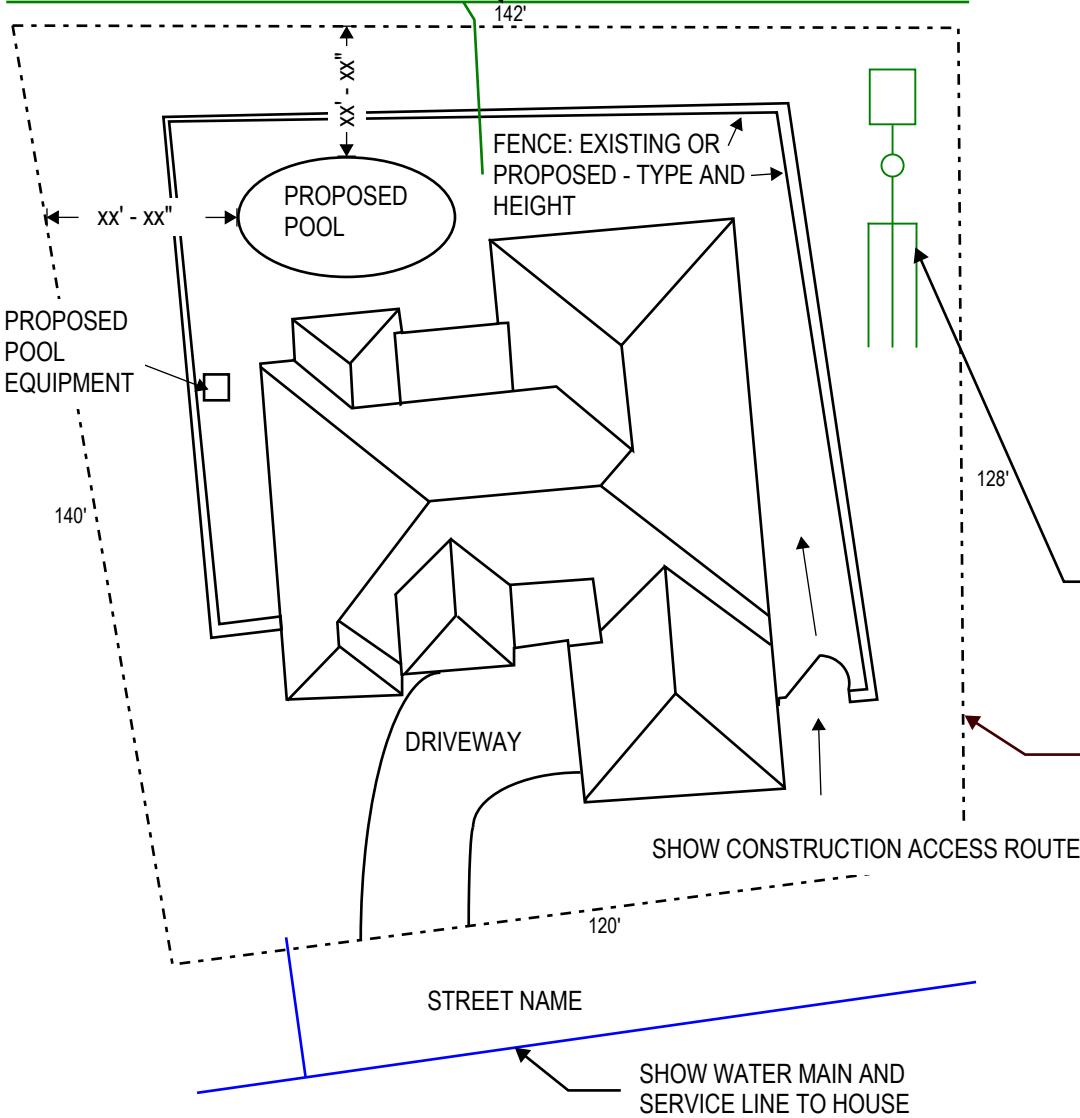 142'
xx' - xx"
FENCE: EXISTING OR
PROPOSED - TYPE AND
HEIGHT
PROPOSED
POOL
xx' - xx"
PROPOSED
POOL
EQUIPMENT
128'
140'
DRIVEWAY
SHOW CONSTRUCTION ACCESS ROUTE
120'
STREET NAME
SHOW WATER MAIN AND
SERVICE LINE TO HOUSE